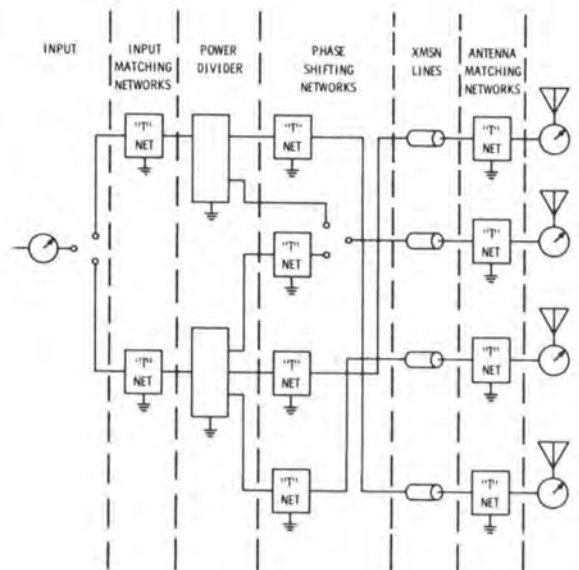 INPUT
INPUT
MATCHING
NETWORKS
POWER
DIVIDER
PHASE
SHIFTING
NETWORKS
XMSN
LINES
ANTENNA
MATCHING
NETWORKS
"T"
NET
"T"
NET
"T"
NET
"T"
NET
"T"
NET
"T"
NET
"T"
NET
"T"
NET
"T"
NET
"T"
NET